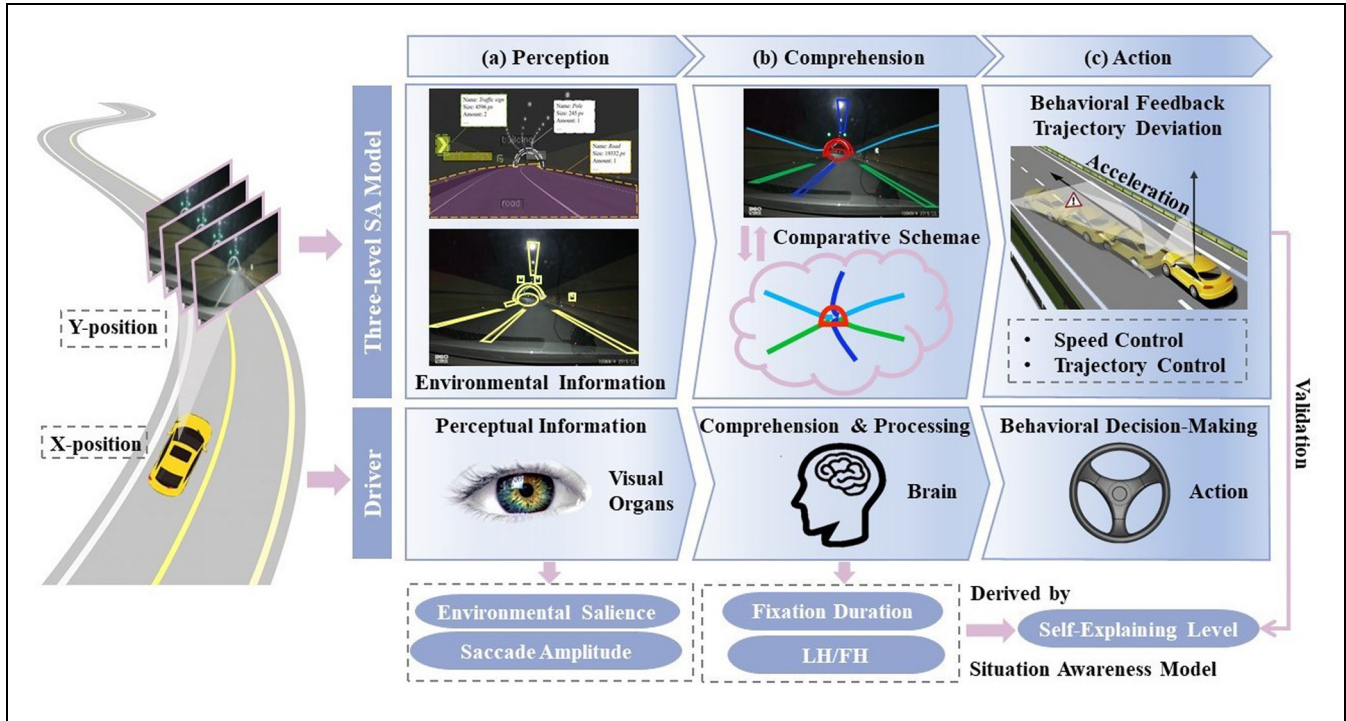 (a) Perception
(b) Comprehension
(c) Action
Three-level SA Model
Name: Traffic sign
Size: 4596 px
Amount: 2
Name: Pole
Size: 245 px
Amount: 1
Name: Road
Size: 19332 px
Amount: 1
building
road
Environmental Information
Comparative Schemae
Behavioral Feedback
Trajectory Deviation
Acceleration
• Speed Control
• Trajectory Control
Y-position
X-position
Driver
Perceptual Information
Visual
Organs
Comprehension & Processing
Brain
Behavioral Decision-Making
Action
Validation
Environmental Salience
Saccade Amplitude
Fixation Duration
LH/FH
Derived by
Self-Explaining Level
Situation Awareness Model